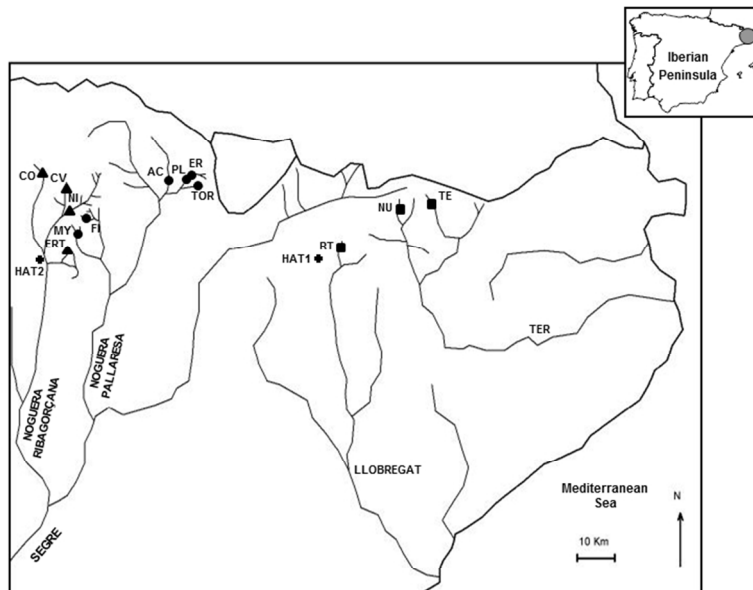 Iberian
Peninsula
CO
CV
NI
AC
PL
ER
TOR
MY
FI
ERT
HAT2
NU
TE
RT
HAT1
TER
NOGUERA
RIBAGORÇANA
NOGUERA
PALLARESA
SEGRE
LLOBREGAT
Mediterranean
Sea
N
10 Km